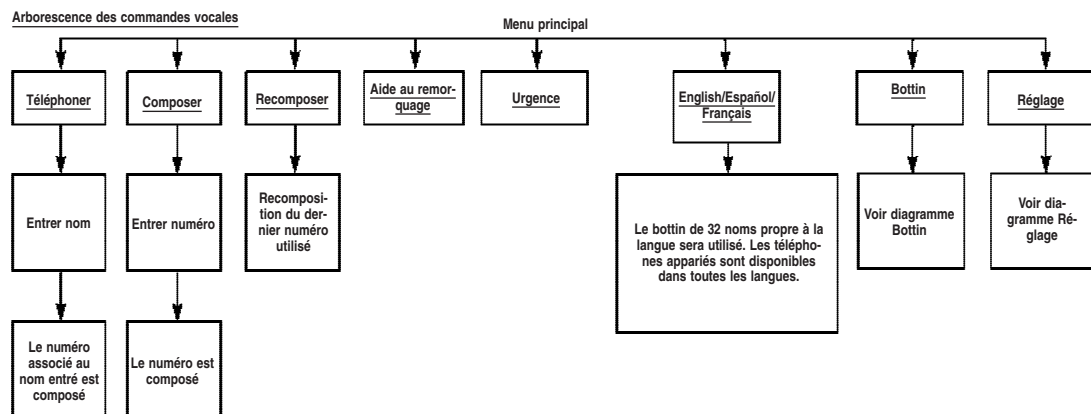 Arborescence des commandes vocales
Menu principal
Téléphoner
Composer
Recomposer
Aide au remor-
quage
Urgence
English/Español/
Français
Bottin
Réglage
Entrer nom
Entrer numéro
Recomposi-
tion du der-
nier numéro
utilisé
Le bottin de 32 noms propre à la
langue sera utilisé. Les télépho-
nes appariés sont disponibles
dans toutes les langues.
Voir diagramme
Bottin
Voir dia-
gramme Ré-
glage
Le numéro
associé au
nom entré est
composé
Le numéro est
composé